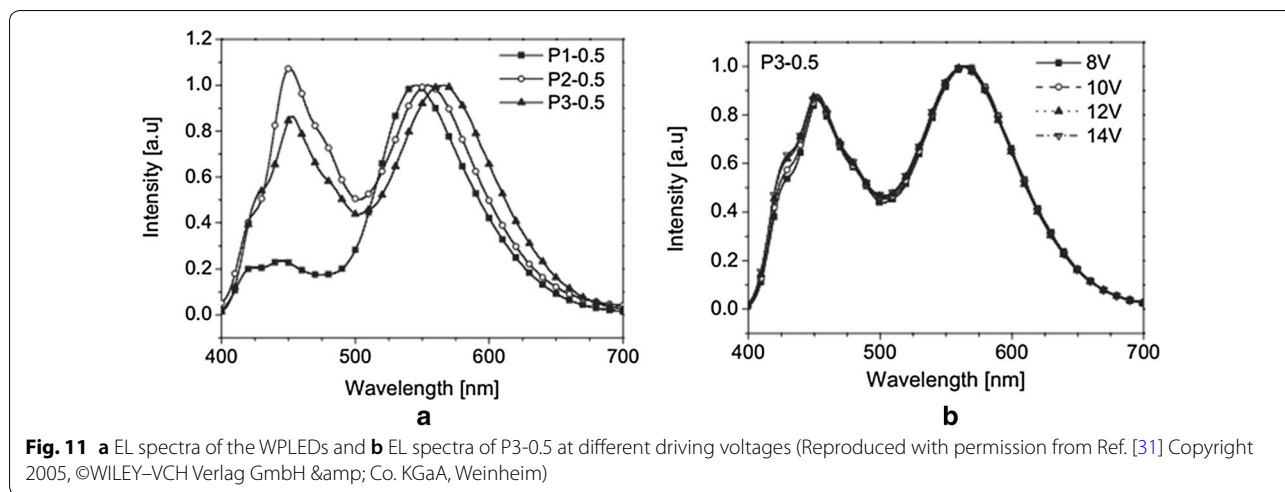 1.2
1.0
0.8
0.6
0.4
0.2
0.0
Intensity [a.u]
P1-0.5
P2-0.5
P3-0.5
400 500 600 700
Wavelength [nm]
a
P3-0.5
8V
10V
12V
14V
1.0
0.8
0.6
0.4
0.2
0.0
Intensity [a.u]
400 500 600 700
Wavelength [nm]
b
Fig. 11 a EL spectra of the WPLEDs and b EL spectra of P3-0.5 at different driving voltages (Reproduced with permission from Ref. [31] Copyright
2005, ©WILEY–VCH Verlag GmbH &amp; Co. KGaA, Weinheim)